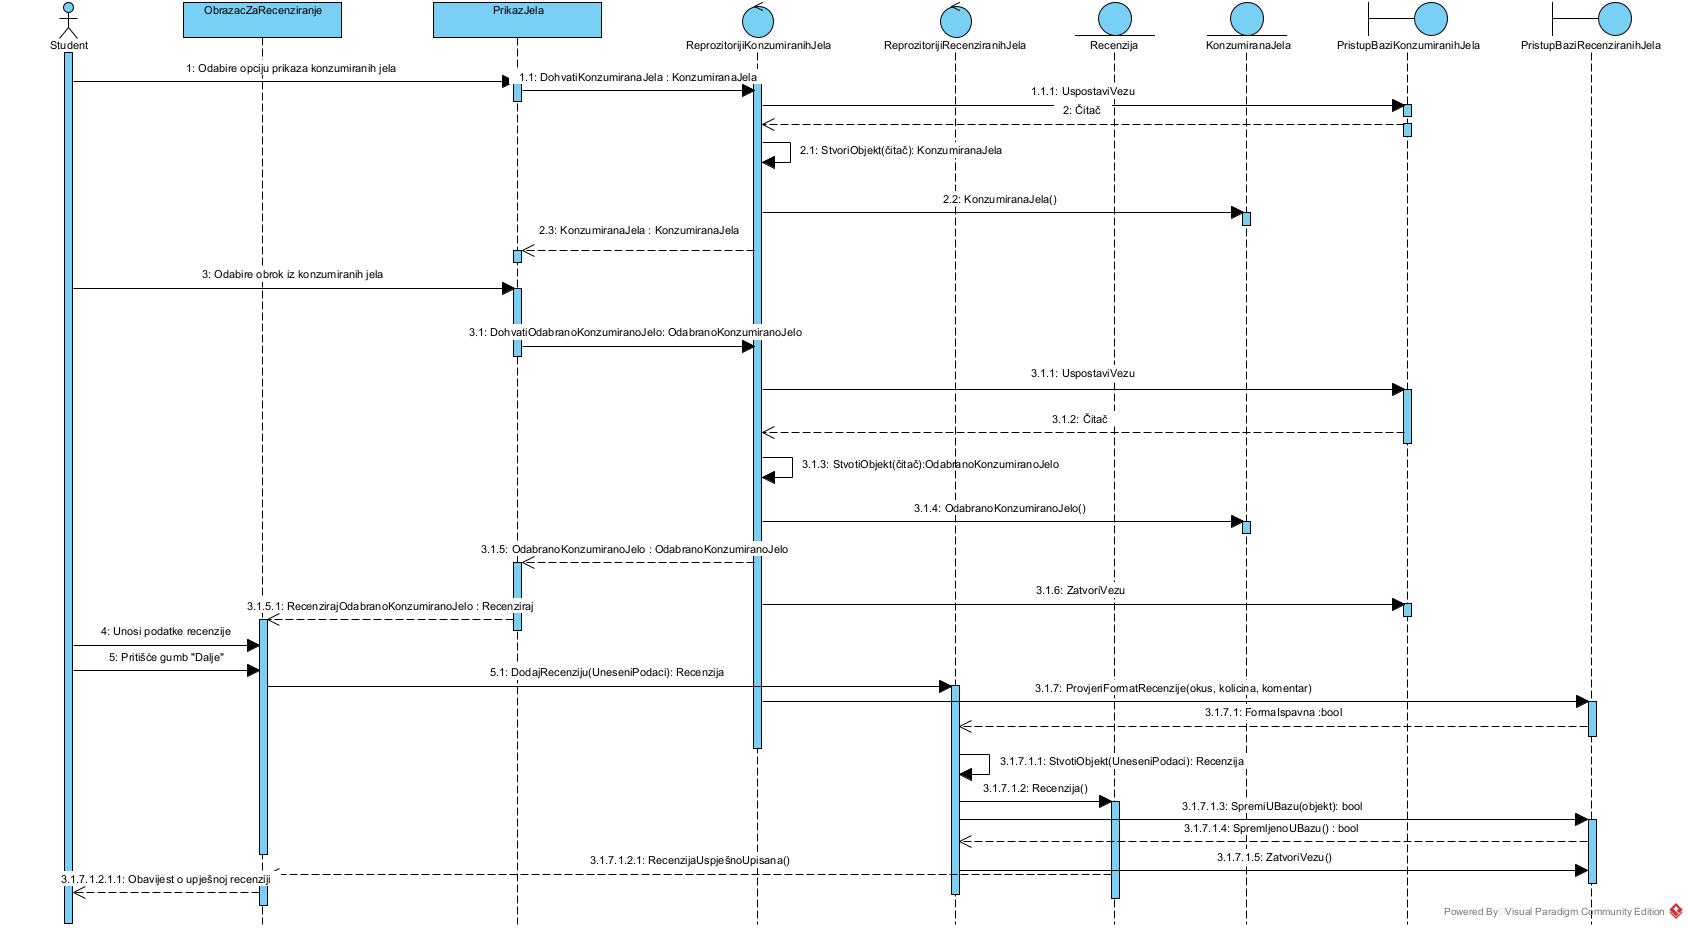 ObrazacZaRecenziranje
PrikazJela
Student
ReprozitorijiKonzumiranihJela
ReprozitorijiRecenziranihJela
Recenzija
KonzumiranaJela
PristupBaziKonzumiranihJela
PristupBaziRecenziranihJela
1: Odabire opciju prikaza konzumiranih jela
1.1: DohvatiKonzumiranaJela : KonzumiranaJela
1.1.1: UspostaviVezu
2: Čitač
2.1: StvoriObjekt(čitač): KonzumiranaJela
2.2: KonzumiranaJela()
2.3: KonzumiranaJela : KonzumiranaJela
3: Odabire obrok iz konzumiranih jela
3.1: DohvatiOdabranoKonzumiranoJelo: OdabranoKonzumiranoJelo
3.1.1: UspostaviVezu
3.1.2: Čitač
3.1.3: StvotiObjekt(čitač):OdabranoKonzumiranoJelo
3.1.4: OdabranoKonzumiranoJelo()
3.1.5: OdabranoKonzumiranoJelo : OdabranoKonzumiranoJelo
3.1.6: ZatvoriVezu
3.1.5.1: RecenzirajOdabranoKonzumiranoJelo : Recenziraj
4: Unosi podatke recenzije
5: Pritišće gumb "Dalje"
5.1: DodajRecenziju(UneseniPodaci): Recenzija
3.1.7: ProvjeriFormatRecenzije(okus, kolicina, komentar)
3.1.7.1: FormaIspavna :bool
3.1.7.1.1: StvotiObjekt(UneseniPodaci): Recenzija
3.1.7.1.2: Recenzija()
3.1.7.1.3: SpremiUBazu(objekt): bool
3.1.7.1.4: SpremljenoUBazu() : bool
3.1.7.1.2.1: RecenzijaUspješnoUpisana()
3.1.7.1.5: ZatvoriVezu()
3.1.7.1.2.1.1: Obavijest o upješnoj recenziji
Powered By Visual Paradigm Community Edition